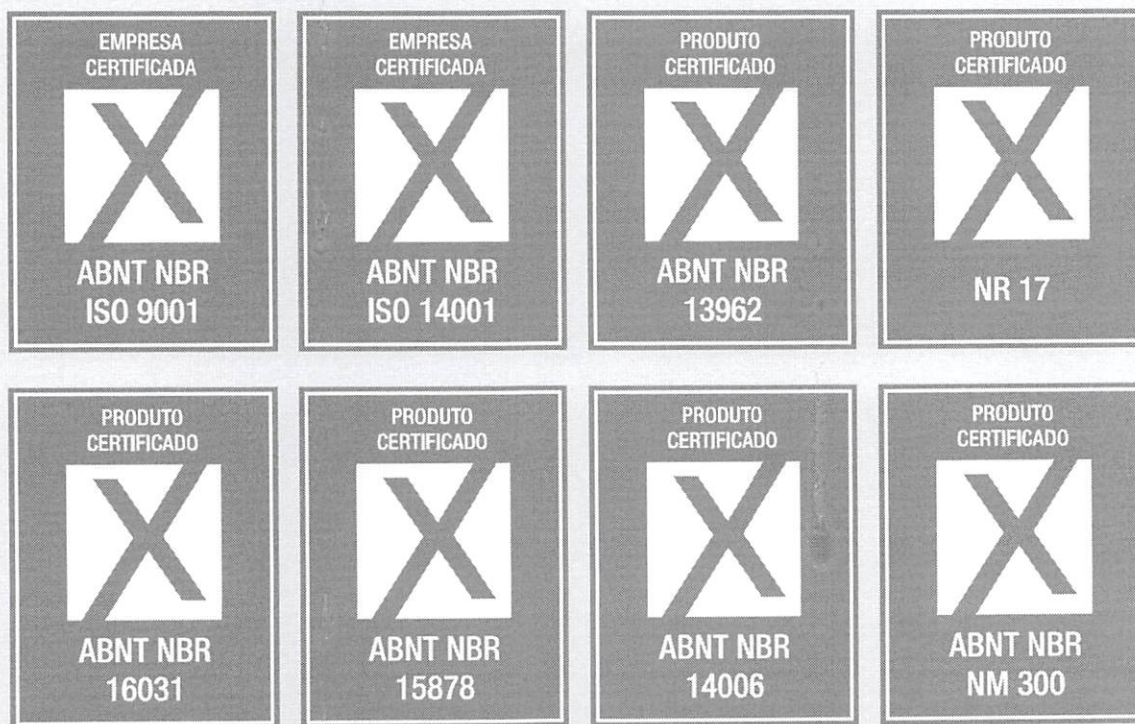 EMPRESA
CERTIFICADA
ABNT NBR
ISO 9001
EMPRESA
CERTIFICADA
ABNT NBR
ISO 14001
PRODUTO
CERTIFICADO
ABNT NBR
13962
PRODUTO
CERTIFICADO
NR 17
PRODUTO
CERTIFICADO
ABNT NBR
16031
PRODUTO
CERTIFICADO
ABNT NBR
15878
PRODUTO
CERTIFICADO
ABNT NBR
14006
PRODUTO
CERTIFICADO
ABNT NBR
NM 300